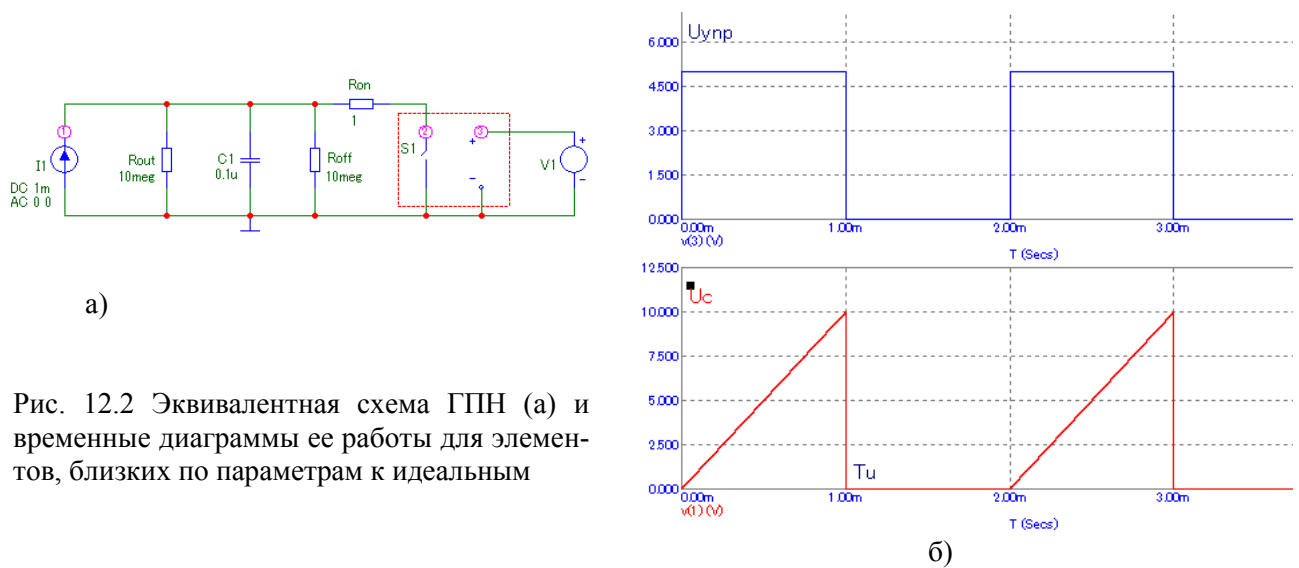 Ron
1
1
I1
DC 1m
AC 0 0
Rout
10meg
C1
0.1u
Roff
10meg
2
S1
+
-
3
V1
+
-
а)
Рис. 12.2 Эквивалентная схема ГПН (а) и
временные диаграммы ее работы для элемен-
тов, близких по параметрам к идеальным
Uупр
6.000
4.500
3.000
1.500
0.000
0.00m 1.00m 2.00m 3.00m
v(3) (V)
T (Secs)
12.500
Uc
10.000
7.500
5.000
2.500
0.000
Tu
0.00m 1.00m 2.00m 3.00m
v(1) (V)
T (Secs)
б)